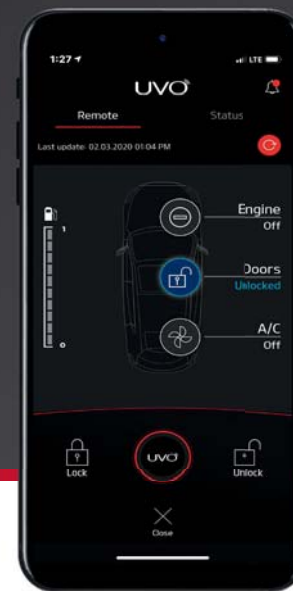 1:27 LTE
UVO
Remote Status
Last update: 02.03.2020 01:04 PM
Engine
Off
1
Doors
Unlocked
A/C
0
Off
UVO
Lock Unlock
Close